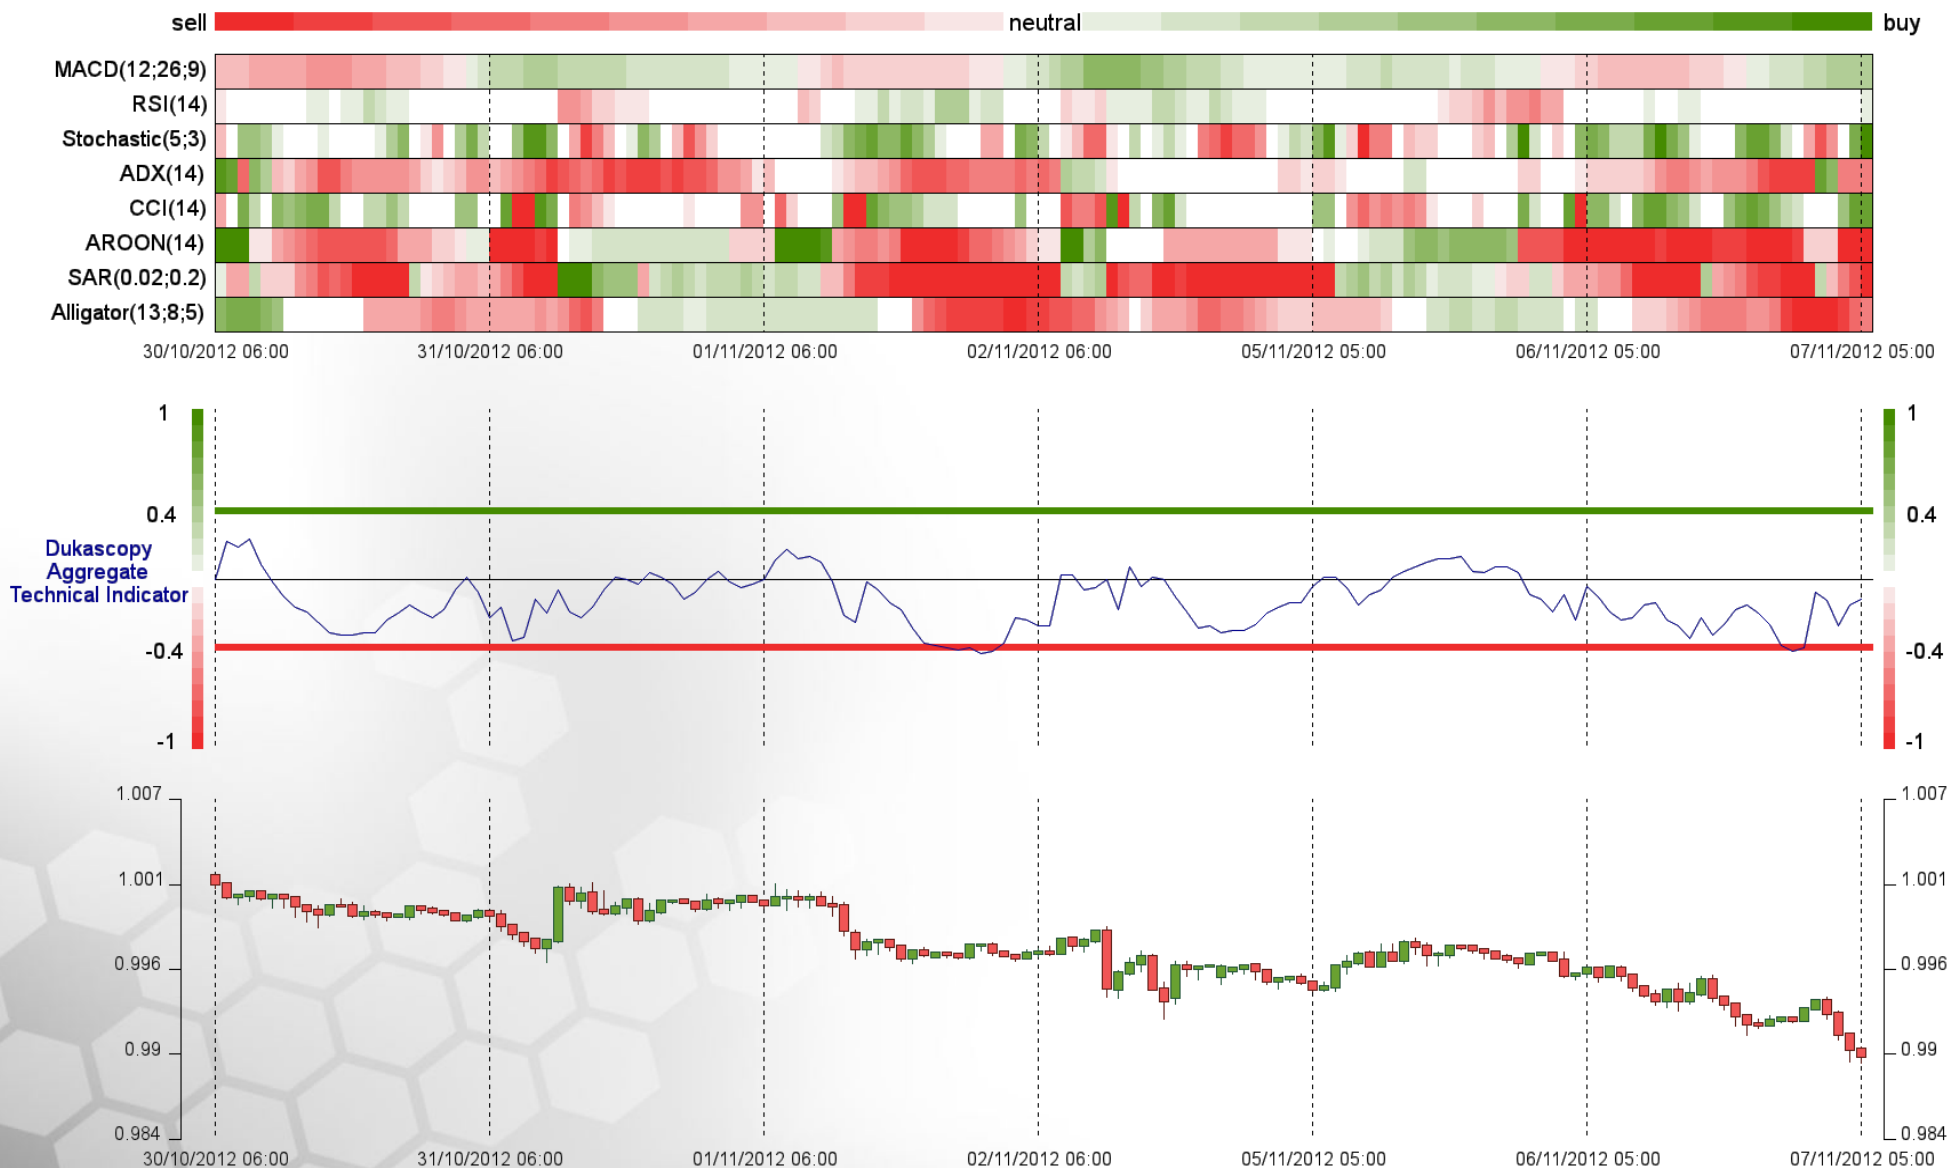 sell neutral buy
MACD(12;26;9)
RSI(14)
Stochastic(5;3)
ADX(14)
CCI(14)
AROON(14)
SAR(0.02;0.2)
Alligator(13;8;5)
30/10/2012 06:00 31/10/2012 06:00 01/11/2012 06:00 02/11/2012 06:00 05/11/2012 05:00 06/11/2012 05:00 07/11/2012 05:00
1 1
0.4 0.4
Dukascopy
Aggregate
Technical Indicator
-0.4 -0.4
-1 -1
1.007 1.007
1.001 1.001
0.996 0.996
0.99 0.99
0.984 0.984
30/10/2012 06:00 31/10/2012 06:00 01/11/2012 06:00 02/11/2012 06:00 05/11/2012 05:00 06/11/2012 05:00 07/11/2012 05:00